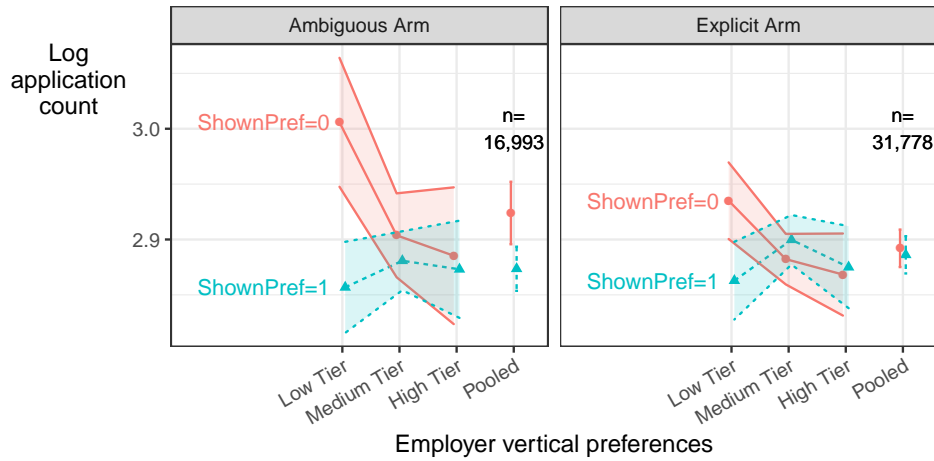 Ambiguous Arm
Explicit Arm
Log
application
count
3.0
2.9
ShownPref=0
ShownPref=1
n=
16,993
ShownPref=0
ShownPref=1
n=
31,778
Low Tier
Medium Tier
High Tier
Pooled
Low Tier
Medium Tier
High Tier
Pooled
Employer vertical preferences